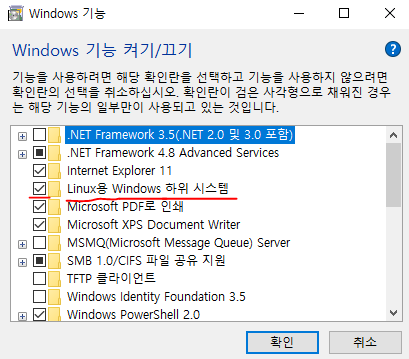 Windows 기능
Windows 기능 켜기/끄기
기능을 사용하려면 해당 확인란을 선택하고 기능을 사용하지 않으려면
확인란의 선택을 취소하십시오. 확인란이 검은 사각형으로 채워진 경우
는 해당 기능의 일부만이 사용되고 있는 것입니다.
.NET Framework 3.5(.NET 2.0 및 3.0 포함)
.NET Framework 4.8 Advanced Services
Internet Explorer 11
Linux용 Windows 하위 시스템
Microsoft PDF로 인쇄
Microsoft XPS Document Writer
MSMQ(Microsoft Message Queue) Server
SMB 1.0/CIFS 파일 공유 지원
TFTP 클라이언트
Windows Identity Foundation 3.5
Windows PowerShell 2.0
확인 취소